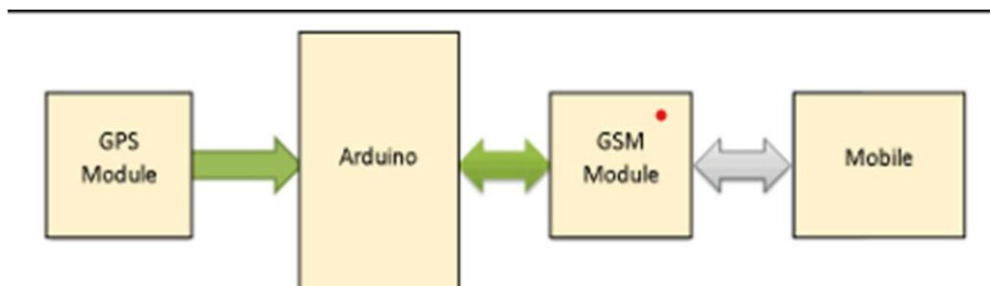 GPS
Module
Arduino
GSM
Module
Mobile